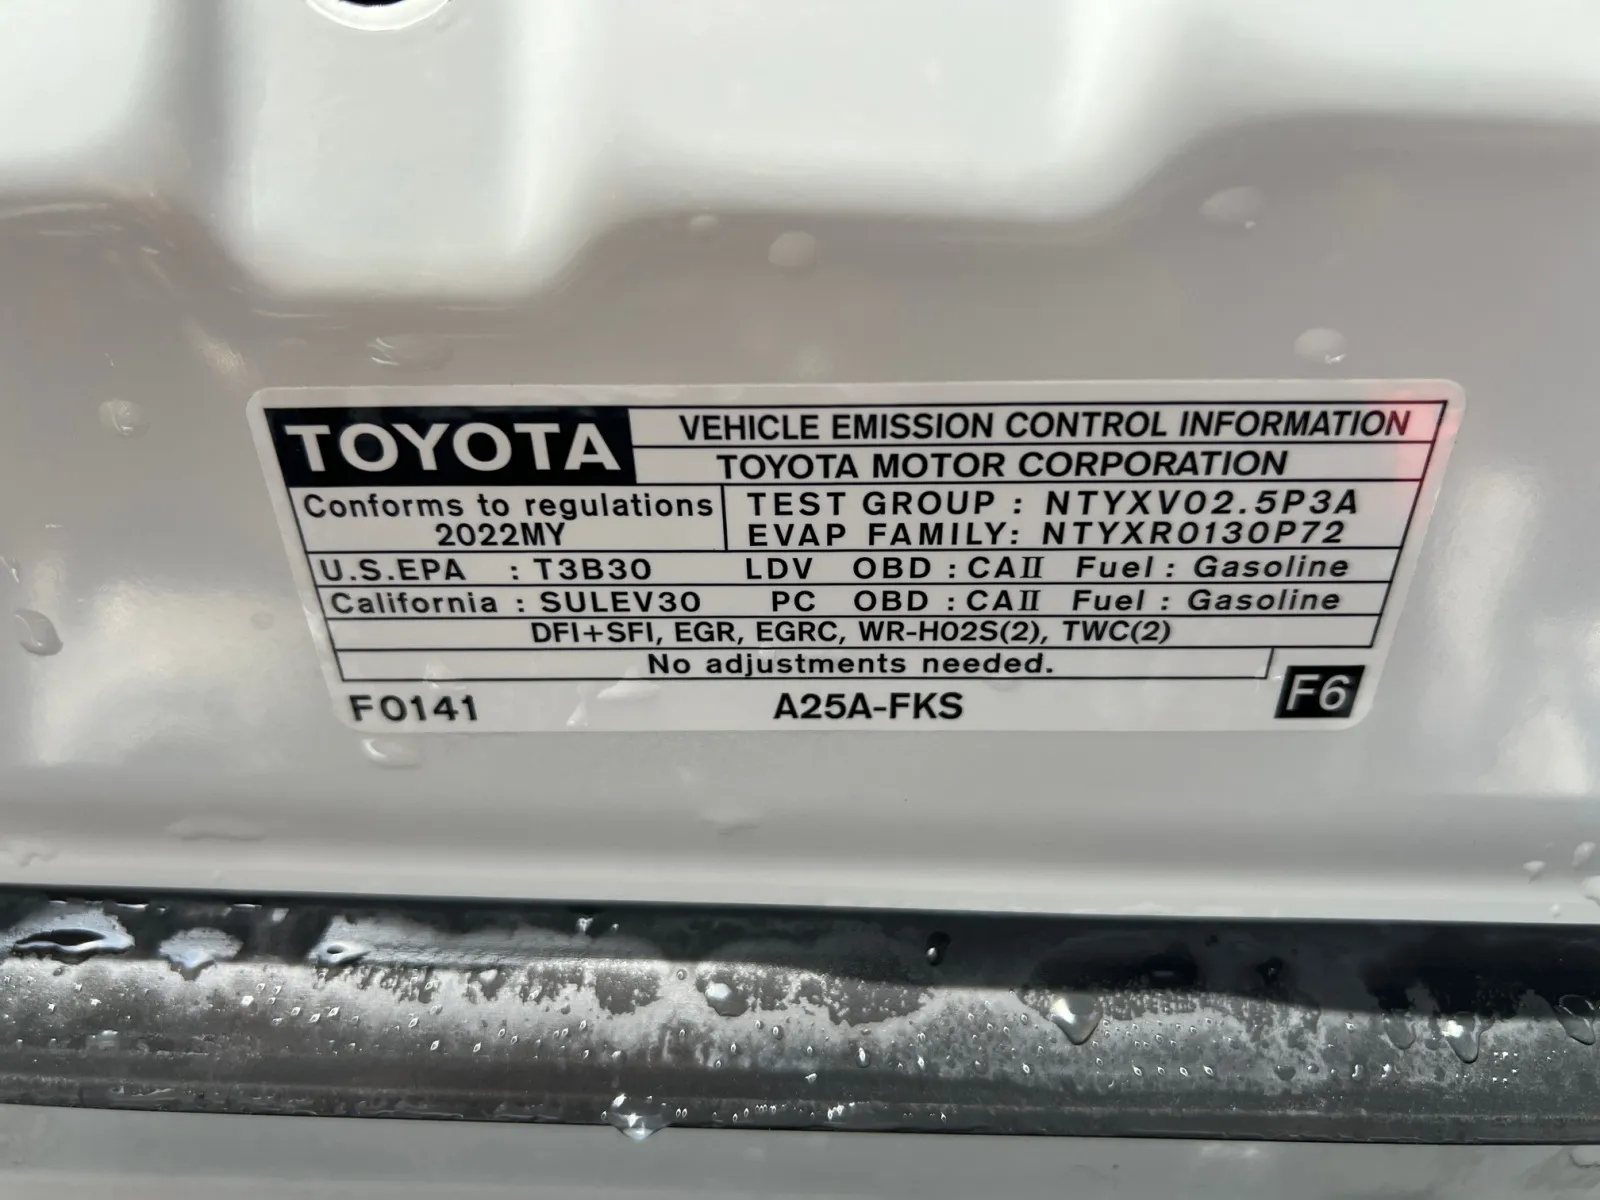 TOYOTA
VEHICLE EMISSION CONTROL INFORMATION
TOYOTA MOTOR CORPORATION
Conforms to regulations
2022MY
TEST GROUP : NTYXV02.5P3A
EVAP FAMILY: NTYXR0130P72
U.S.EPA : T3B30 LDV OBD : CAII Fuel : Gasoline
California : SULEV30 PC OBD : CAII Fuel : Gasoline
DFI+SFI, EGR, EGRC, WR-HO2S(2), TWC(2)
No adjustments needed.
F0141 A25A-FKS F6